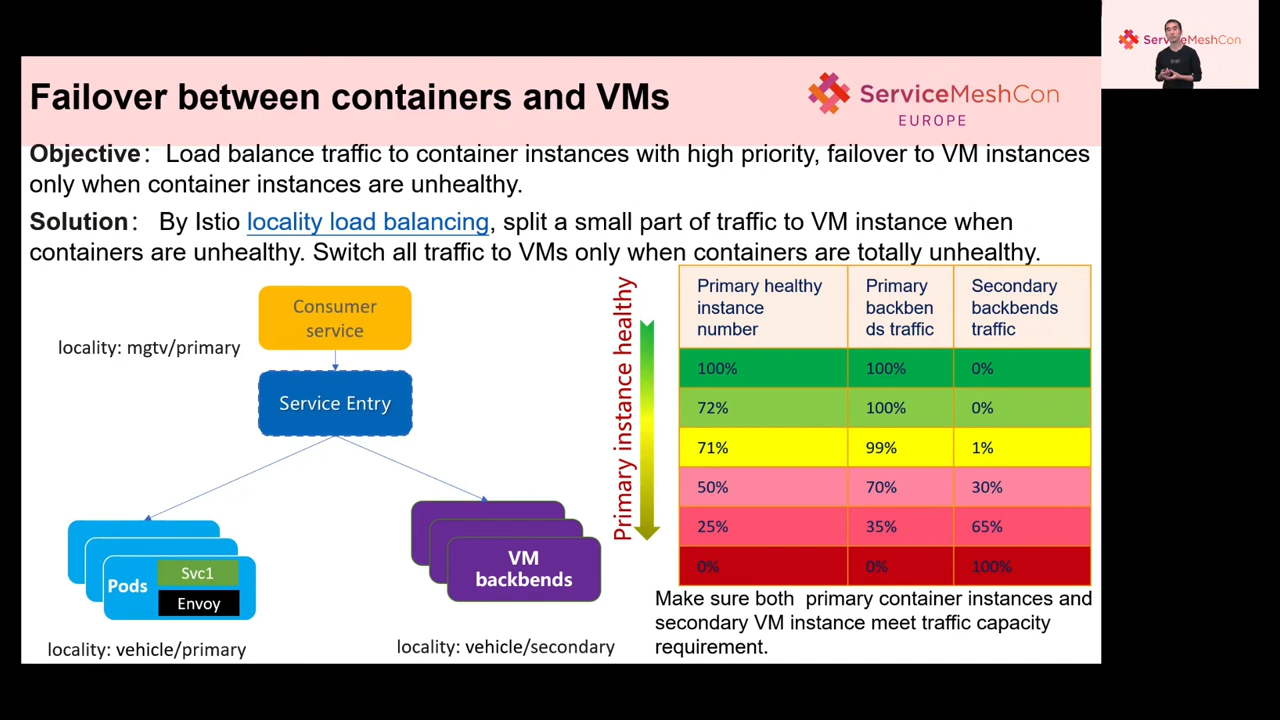 ServiceMeshCon
Failover between containers and VMs
ServiceMeshCon
EUROPE
Objective： Load balance traffic to container instances with high priority, failover to VM instances
only when container instances are unhealthy.
Solution： By Istio locality load balancing, split a small part of traffic to VM instance when
containers are unhealthy. Switch all traffic to VMs only when containers are totally unhealthy.
Consumer
service
locality: mgtv/primary
Service Entry
Pods
Svc1
Envoy
locality: vehicle/primary
VM
backbends
locality: vehicle/secondary
Primary instance healthy
Primary healthy
instance
number
Primary
backben
ds traffic
Secondary
backbends
traffic
100% 100% 0%
72% 100% 0%
71% 99% 1%
50% 70% 30%
25% 35% 65%
0% 0% 100%
Make sure both primary container instances and
secondary VM instance meet traffic capacity
requirement.